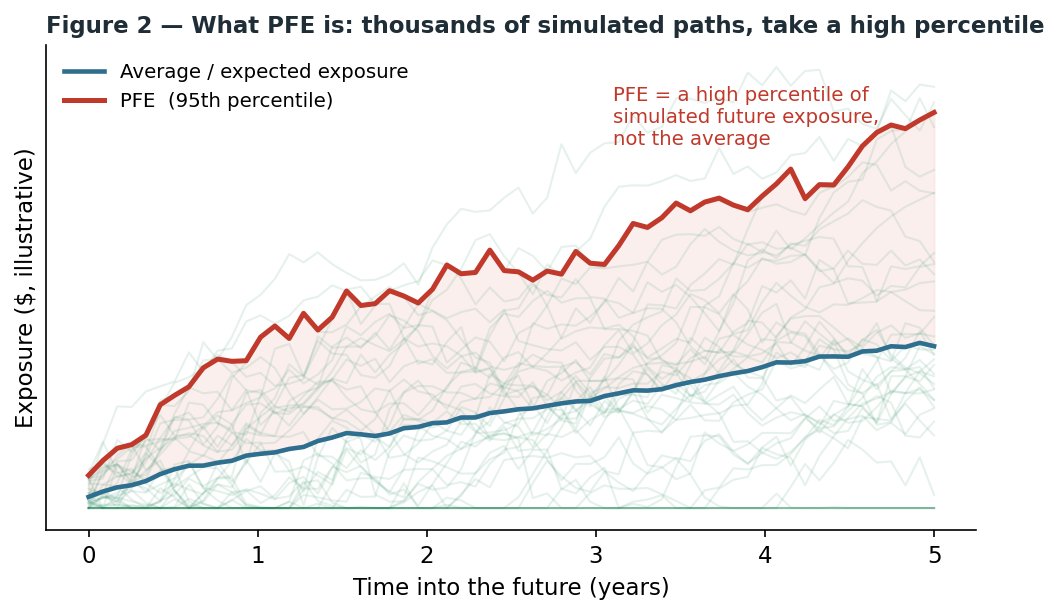 Figure 2 — What PFE is: thousands of simulated paths, take a high percentile
Average / expected exposure
PFE (95th percentile)
PFE = a high percentile of
simulated future exposure,
not the average
Exposure ($, illustrative)
0 1 2 3 4 5
Time into the future (years)